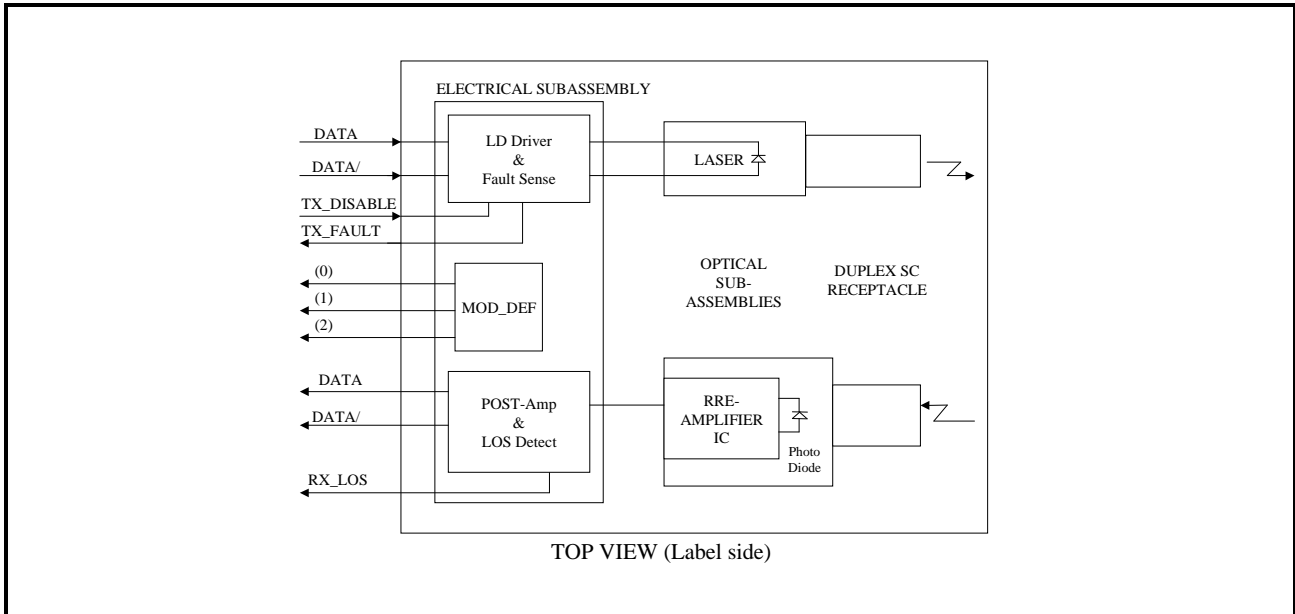 ELECTRICAL SUBASSEMBLY
DATA
DATA/
TX_DISABLE
TX_FAULT
LD Driver
&
Fault Sense
LASER
(0)
(1)
(2)
MOD_DEF
OPTICAL
SUB-
ASSEMBLIES
DUPLEX SC
RECEPTACLE
DATA
DATA/
RX_LOS
POST-Amp
&
LOS Detect
RRE-
AMPLIFIER
IC
Photo
Diode
TOP VIEW (Label side)